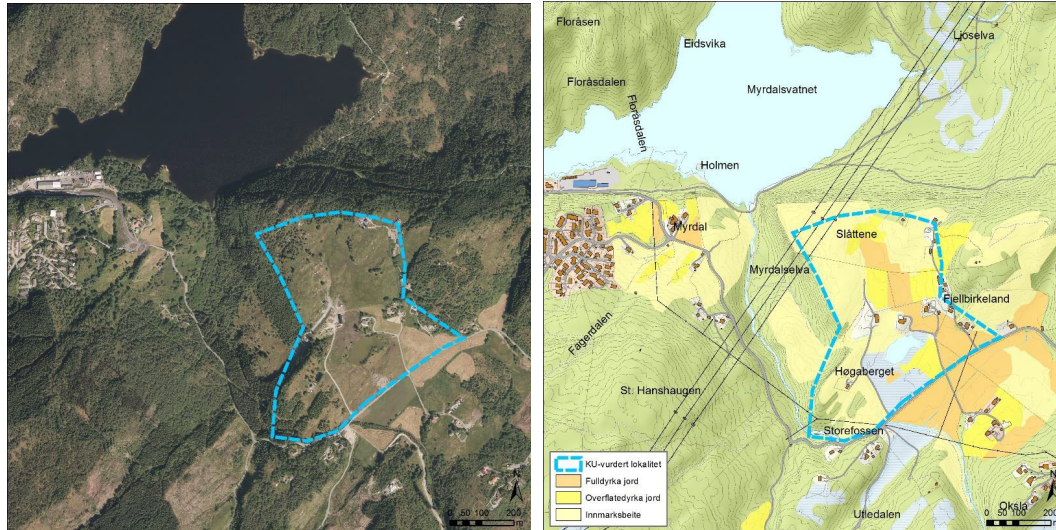 0 50 100 200
m
Floråsen
Eidsvika
Ljoselva
Floråsdalen
Myrdalsvatnet
Floråsdalen
Holmen
Myrdal
Slåttene
Myrdalselva
Fjellbirkeland
Fagerdalen
St. Hanshaugen
Høgaberget
Storefossen
KU-vurdert lokalitet
Fulldyrka jord
Overflatedyrka jord
Innmarksbeite
Utledalen
Oksla
N
0 50 100 200
m